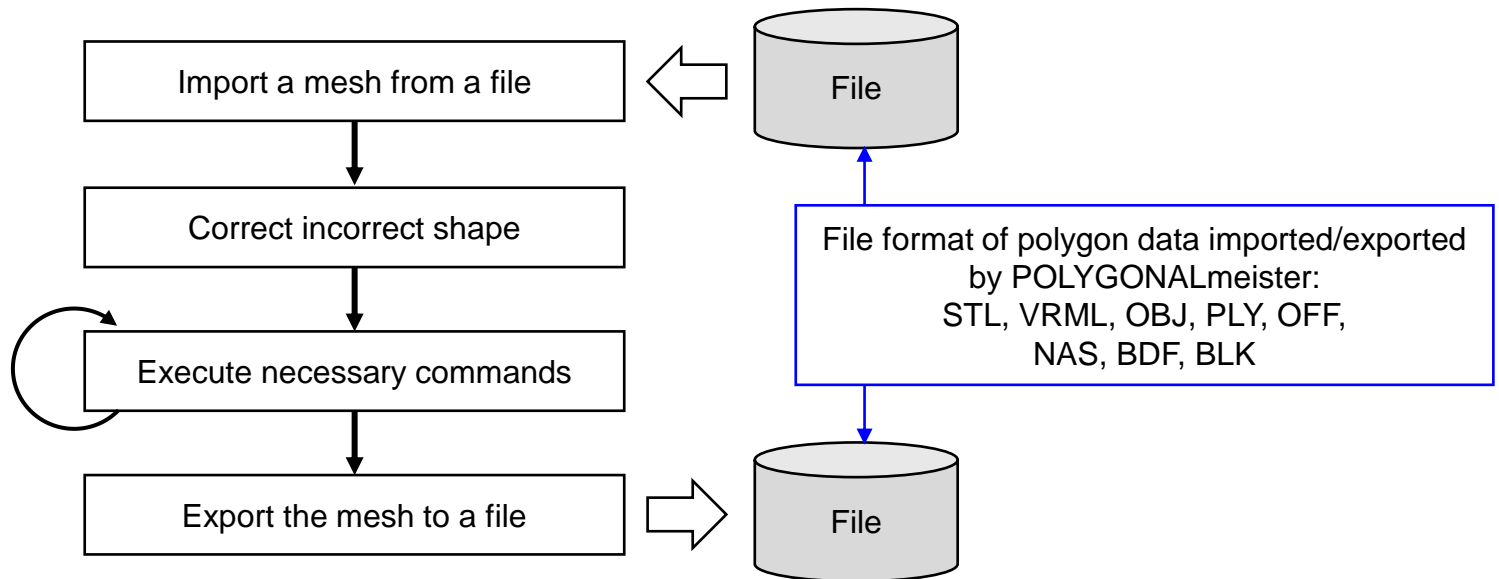 Import a mesh from a file
File
Correct incorrect shape
File format of polygon data imported/exported
by POLYGONALmeister:
STL, VRML, OBJ, PLY, OFF,
NAS, BDF, BLK
Execute necessary commands
Export the mesh to a file
File